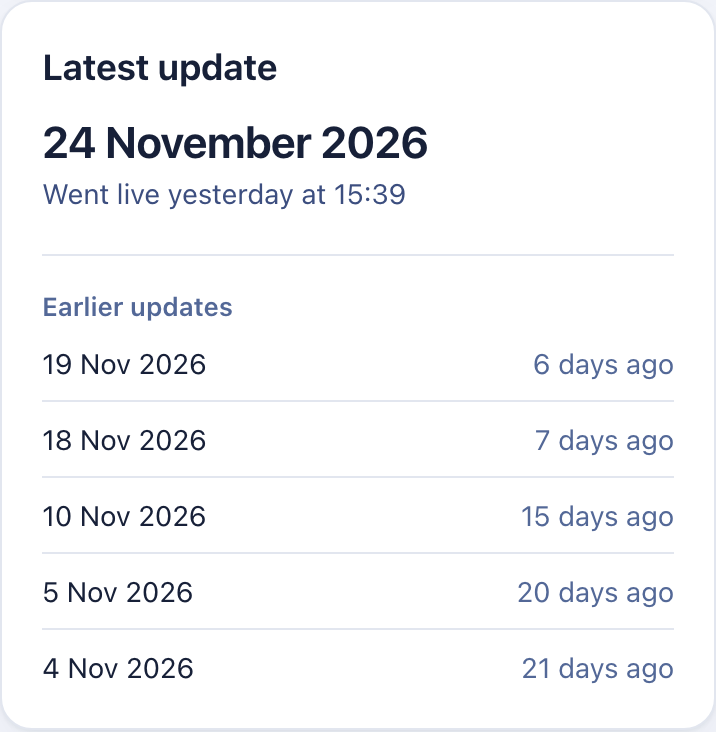 Latest update
24 November 2026
Went live yesterday at 15:39
Earlier updates
19 Nov 2026 6 days ago
18 Nov 2026 7 days ago
10 Nov 2026 15 days ago
5 Nov 2026 20 days ago
4 Nov 2026 21 days ago